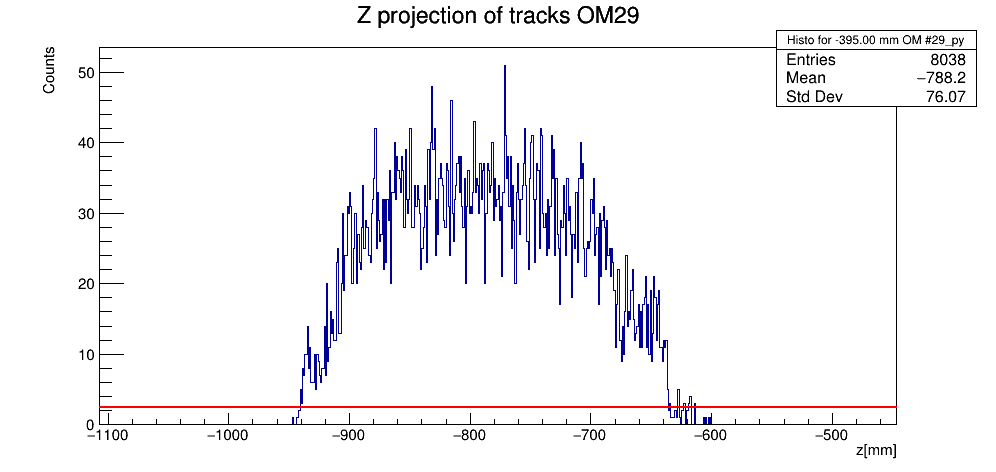 Z projection of tracks OM29
Histo for -395.00 mm OM #29_py
Entries 8038
Mean −788.2
Std Dev 76.07
Counts
50
40
30
20
10
0
−1100 −1000 −900 −800 −700 −600 −500
z[mm]